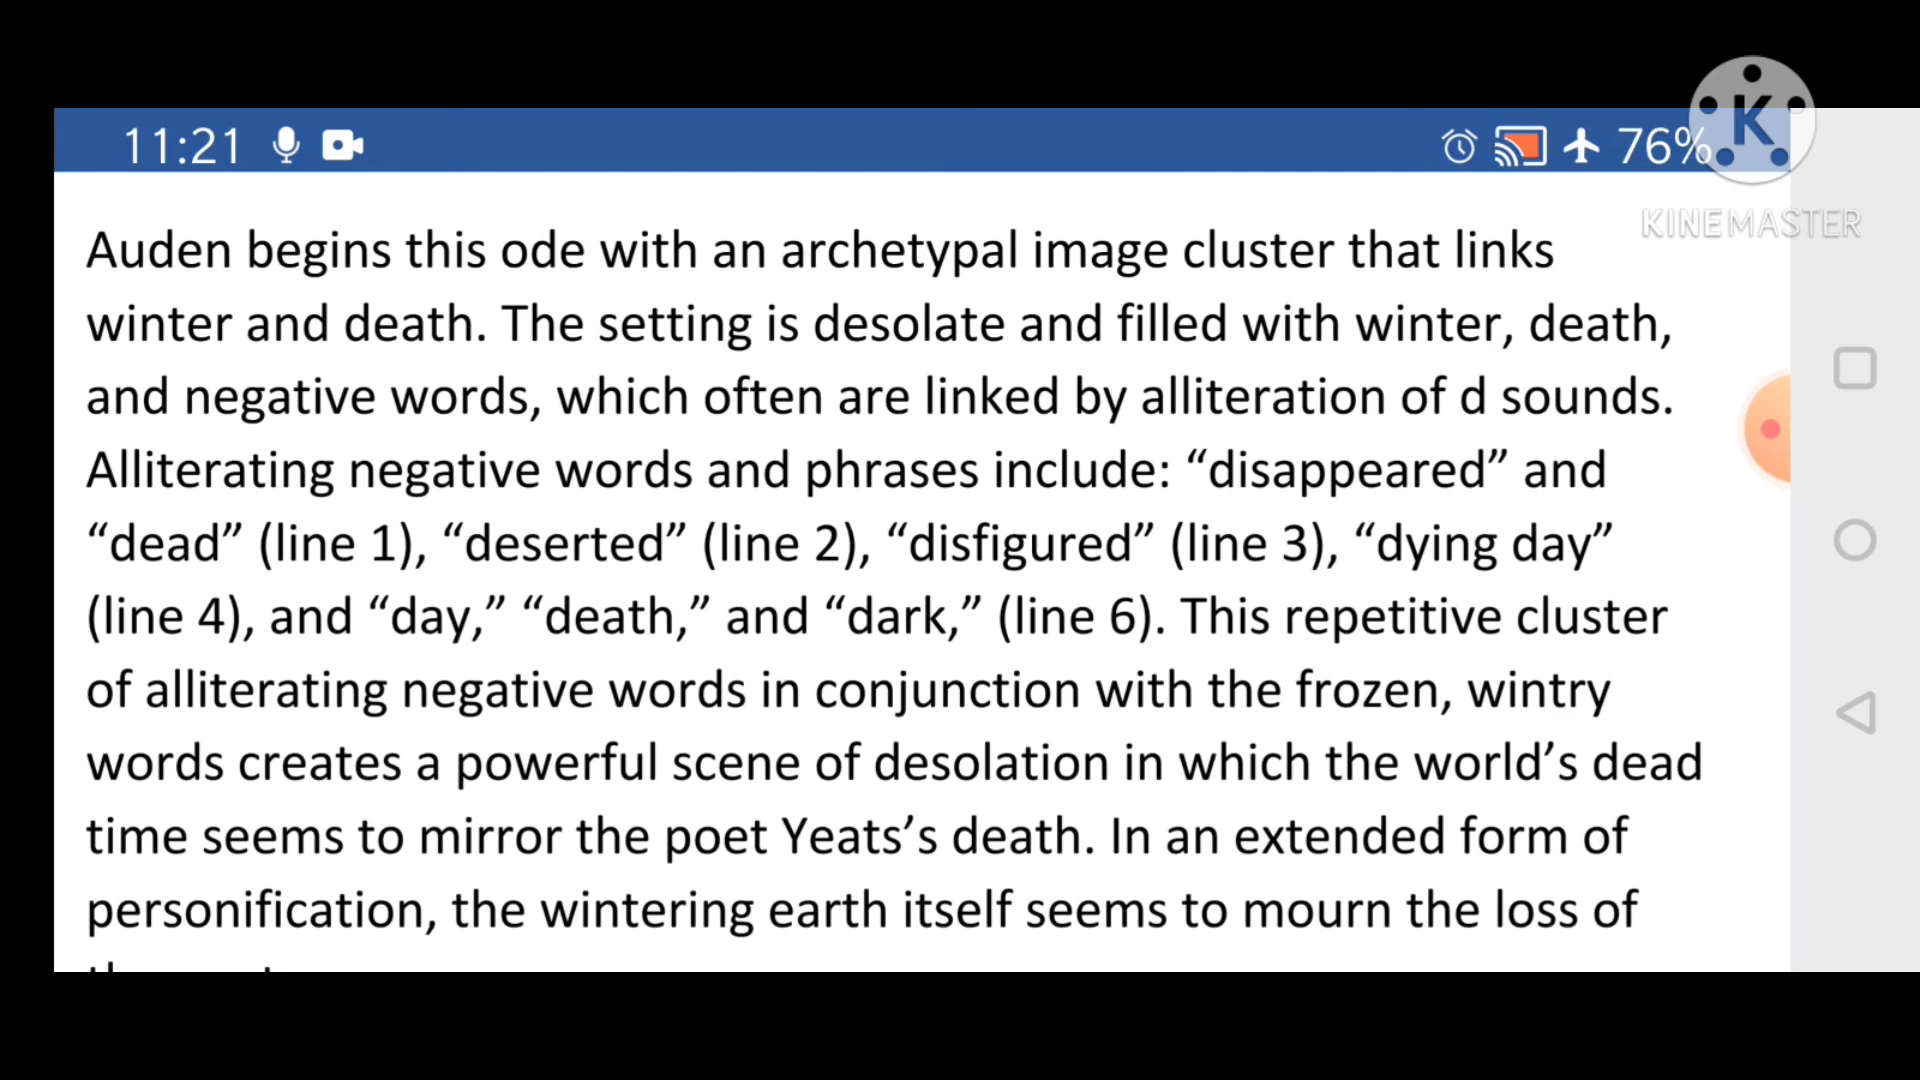 11:21
76%
K
KINEMASTER
Auden begins this ode with an archetypal image cluster that links
winter and death. The setting is desolate and filled with winter, death,
and negative words, which often are linked by alliteration of d sounds.
Alliterating negative words and phrases include: “disappeared” and
“dead” (line 1), “deserted” (line 2), “disfigured” (line 3), “dying day”
(line 4), and “day,” “death,” and “dark,” (line 6). This repetitive cluster
of alliterating negative words in conjunction with the frozen, wintry
words creates a powerful scene of desolation in which the world’s dead
time seems to mirror the poet Yeats’s death. In an extended form of
personification, the wintering earth itself seems to mourn the loss of